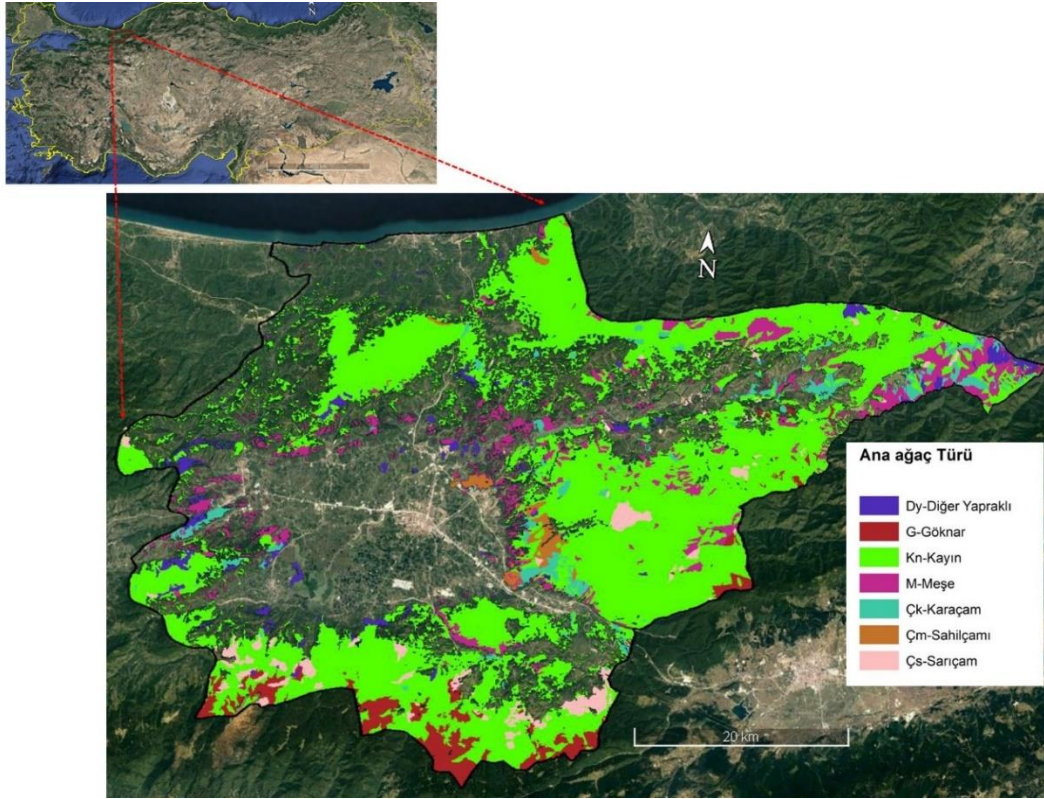 N
Ana ağaç Türü
Dy-Diğer Yapraklı
G-Göknar
Kn-Kayın
M-Meşe
Çk-Karaçam
Çm-Sahilçamı
Çs-Sarıçam
20 km